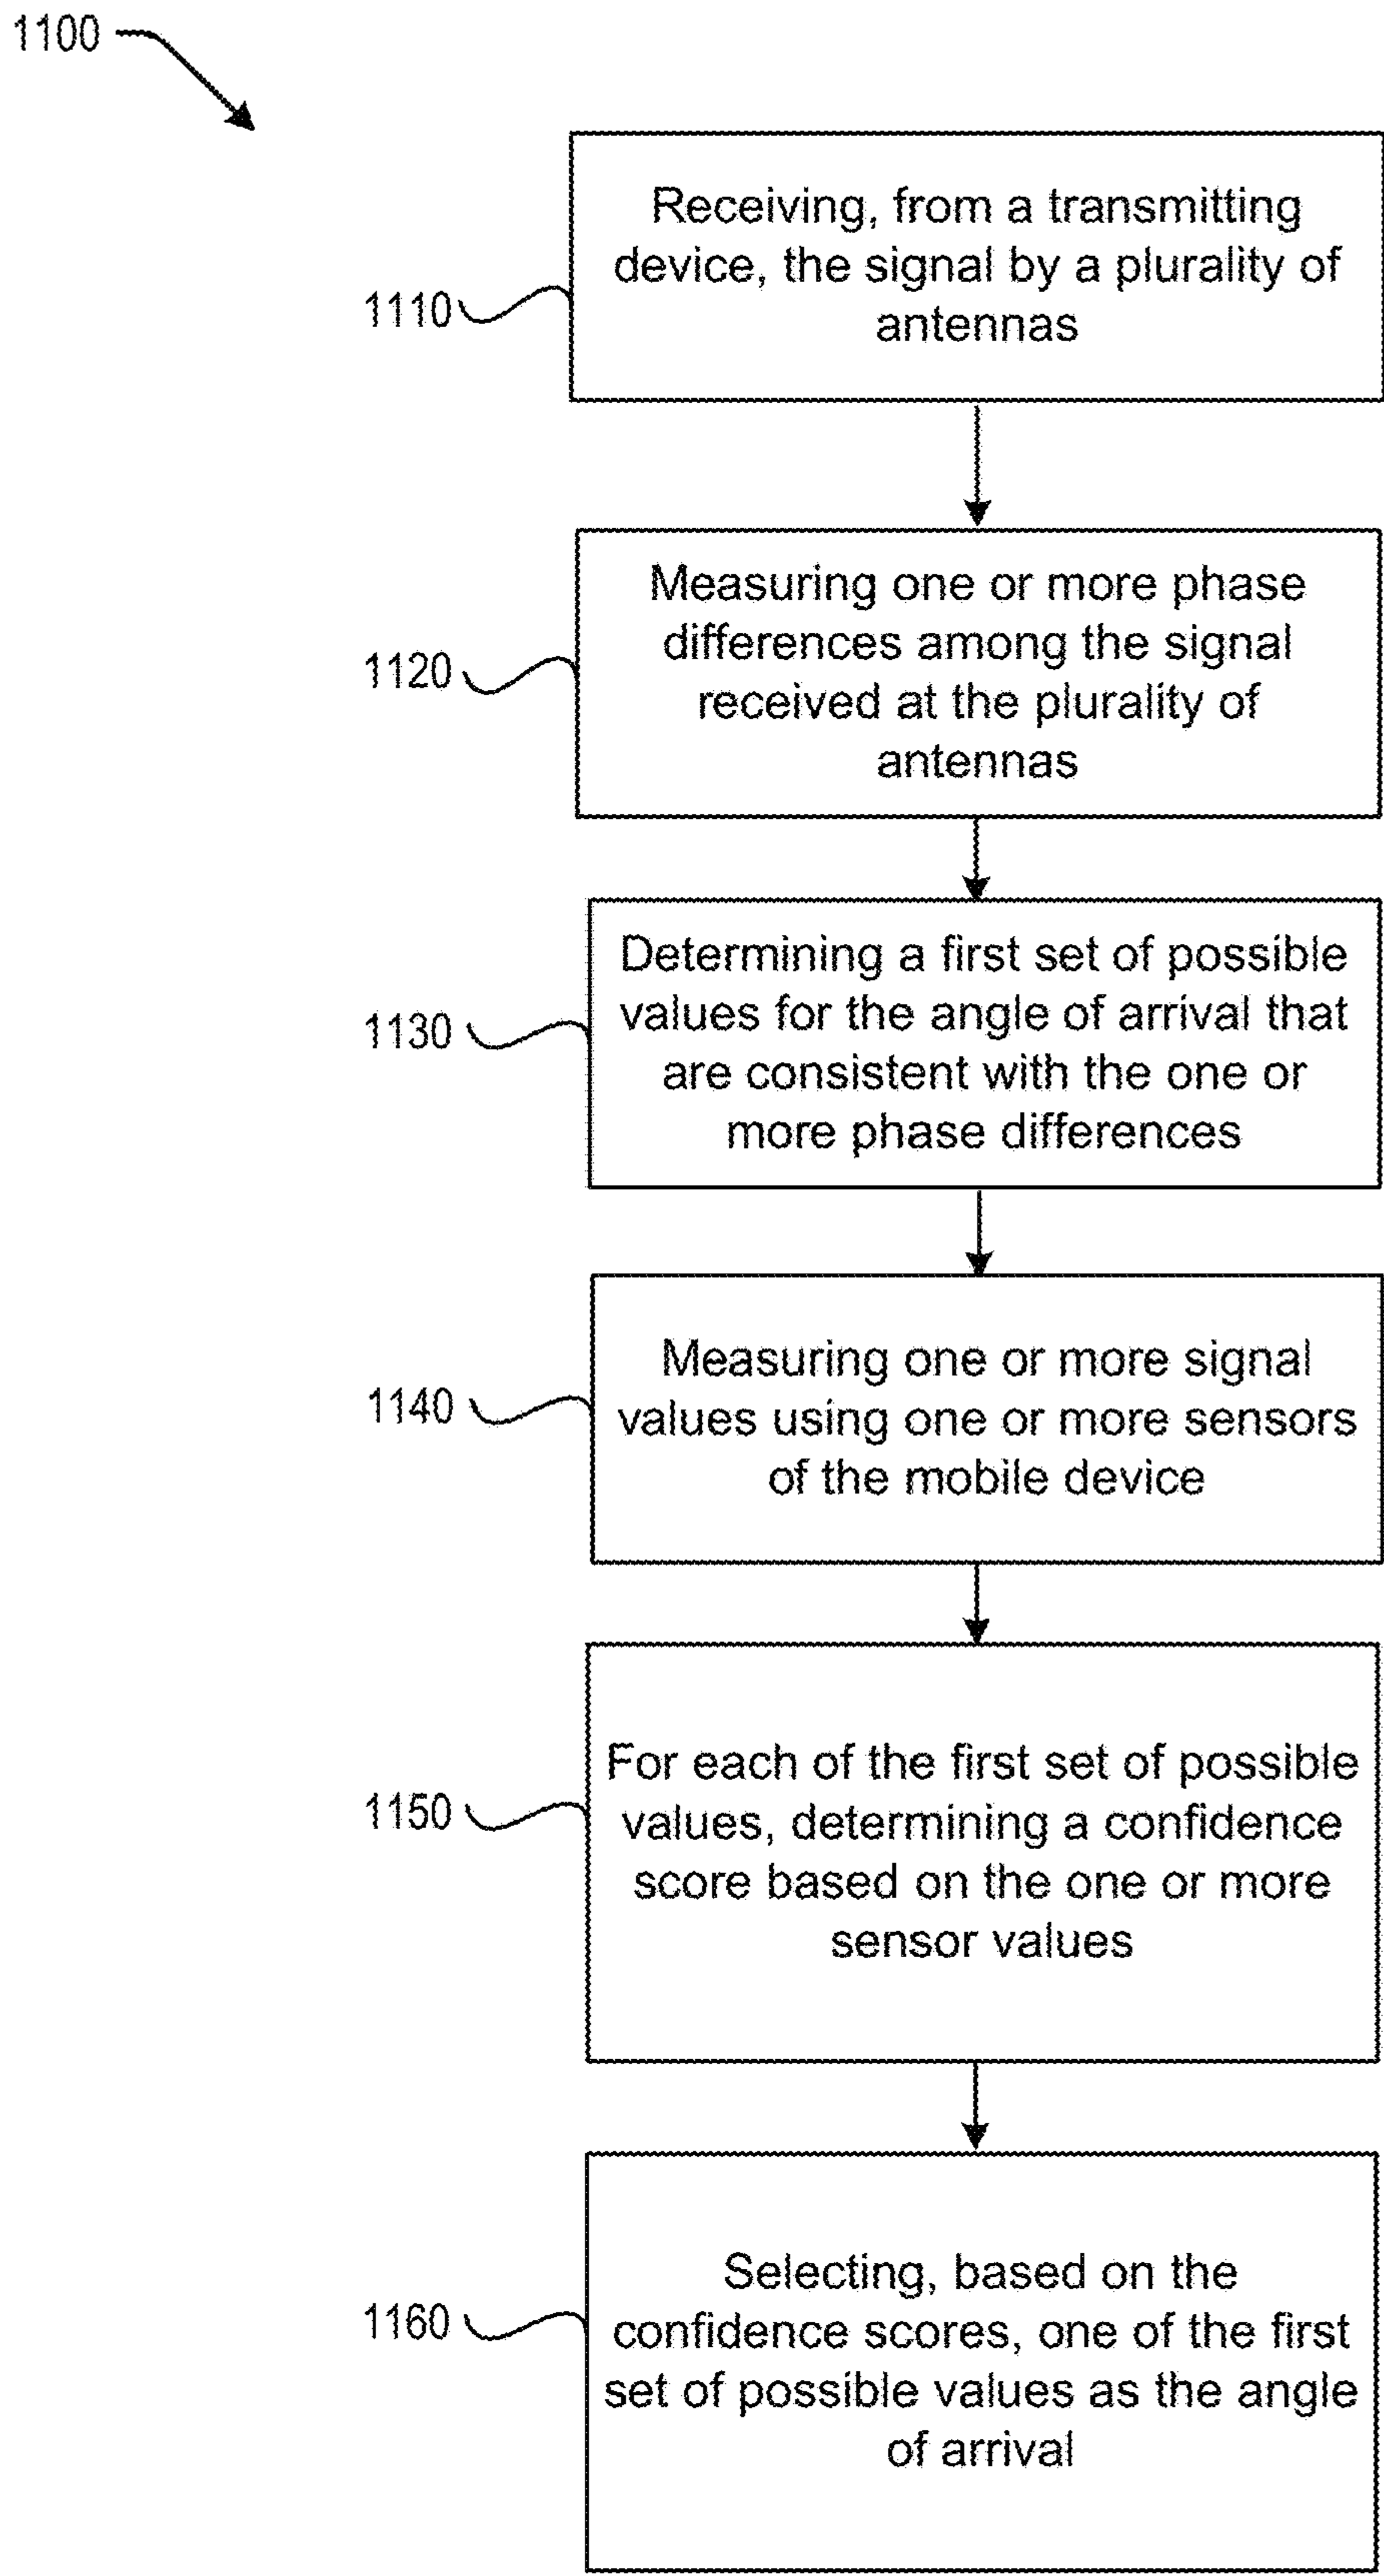 1100
Receiving, from a transmitting
device, the signal by a plurality of
antennas
1110
Measuring one or more phase
differences among the signal
received at the plurality of
antennas
1120
Determining a first set of possible
values for the angle of arrival that
are consistent with the one or
more phase differences
1130
Measuring one or more signal
values using one or more sensors
of the mobile device
1140
For each of the first set of possible
values, determining a confidence
score based on the one or more
sensor values
1150
Selecting, based on the
confidence scores, one of the first
set of possible values as the angle
of arrival
1160